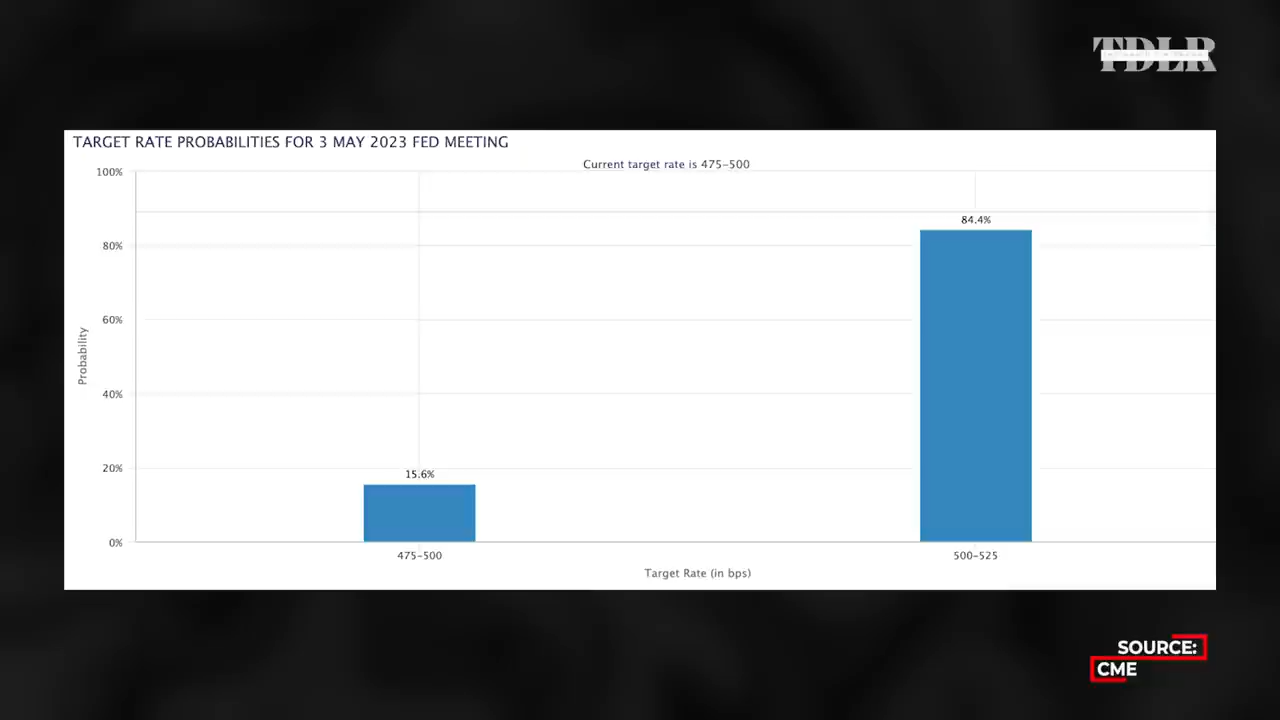 TDLR
TARGET RATE PROBABILITIES FOR 3 MAY 2023 FED MEETING
Current target rate is 475-500
100%
80%
60%
40%
20%
0%
Probability
15.6%
84.4%
475-500
500-525
Target Rate (in bps)
SOURCE:
CME